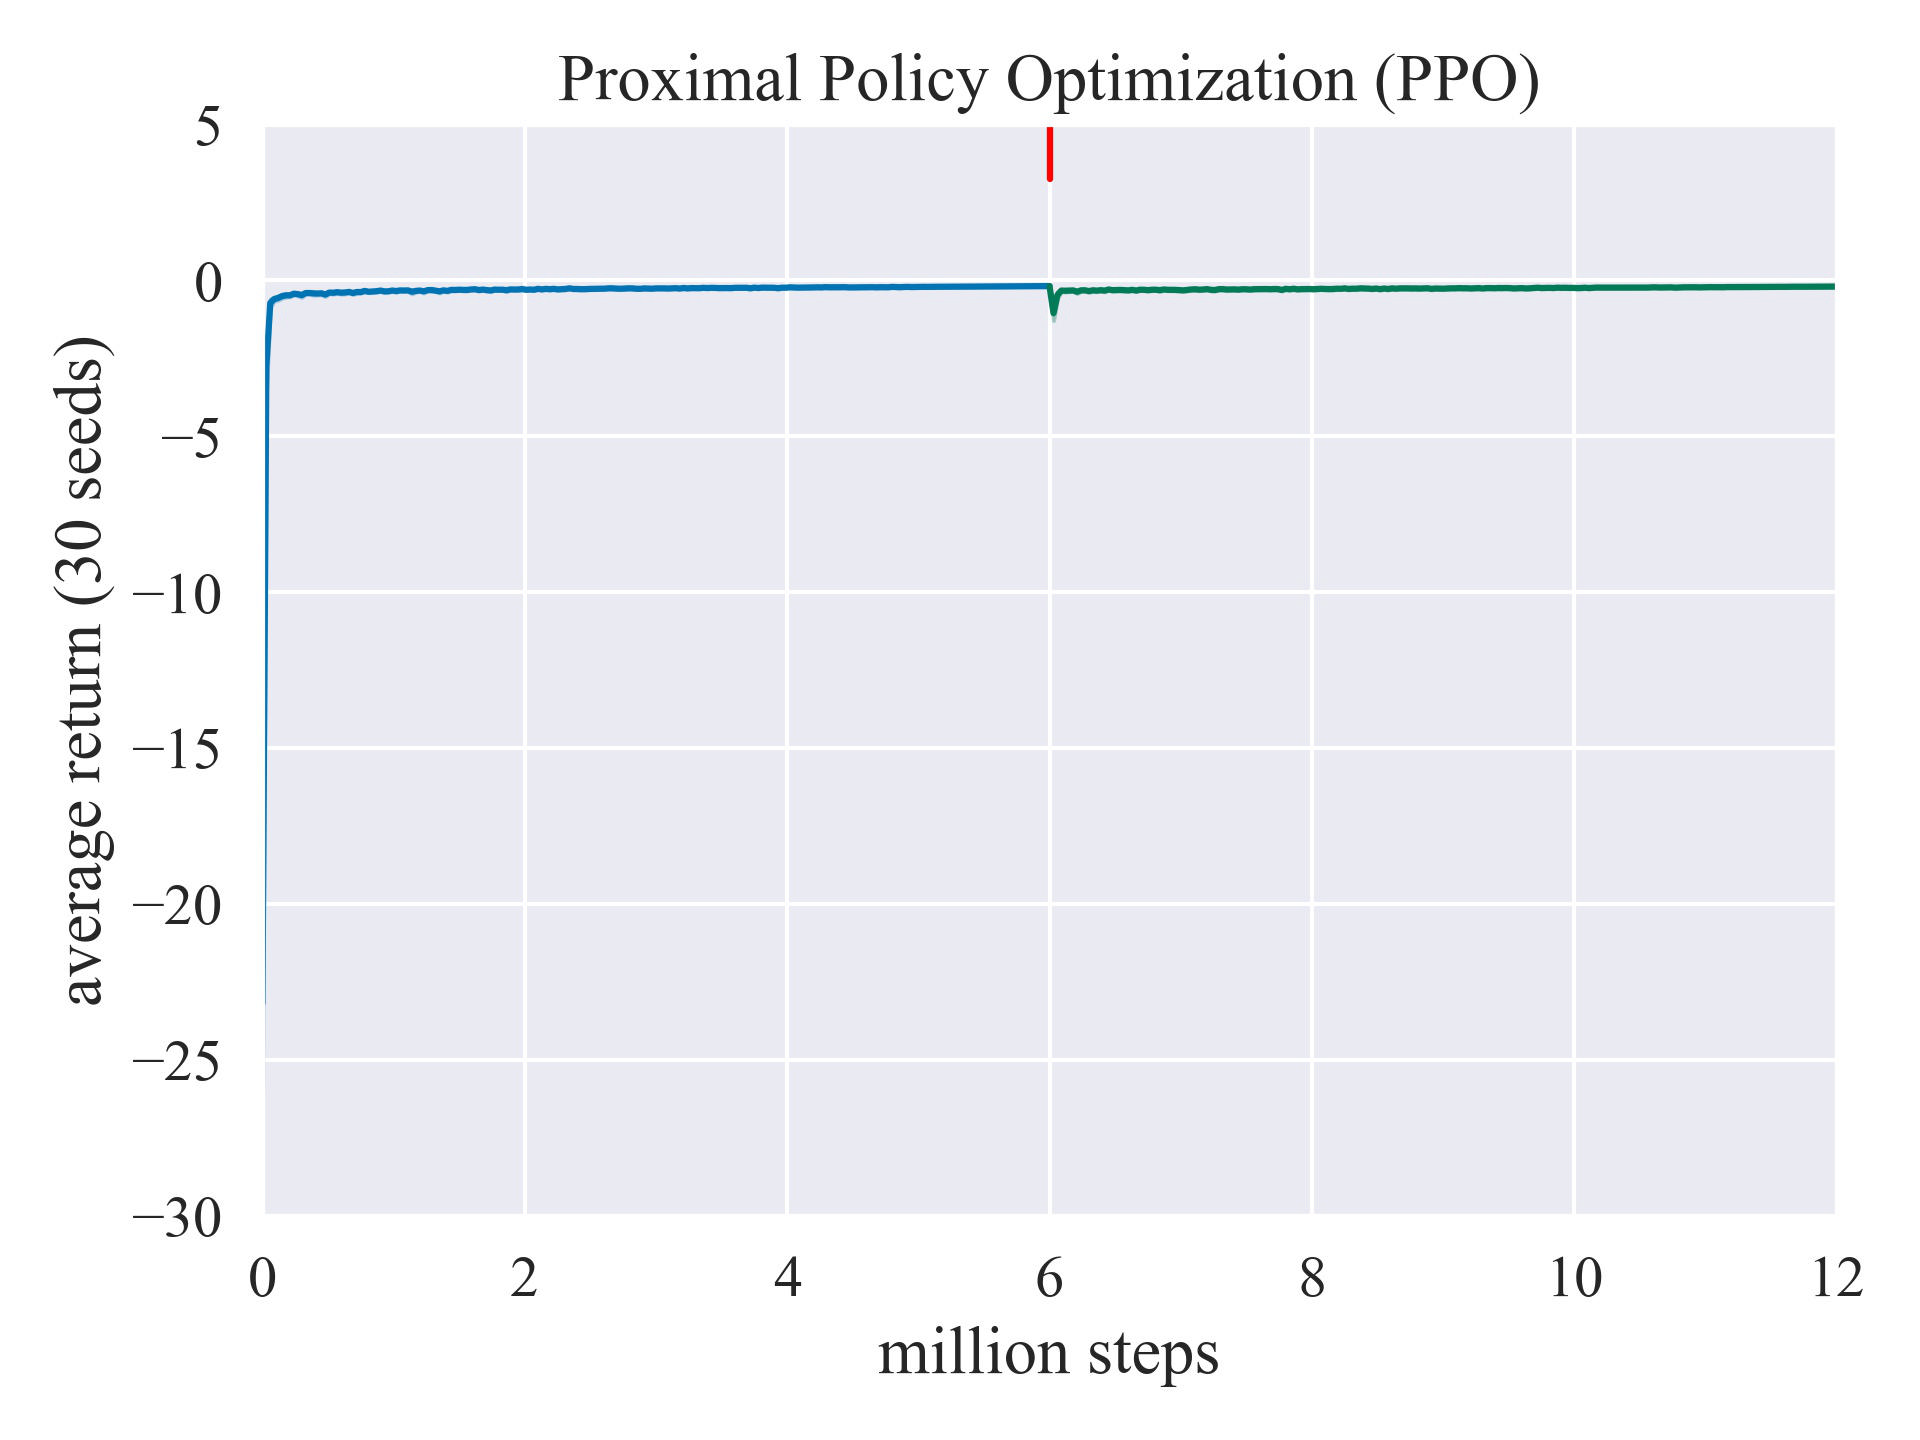 Proximal Policy Optimization (PPO)
5
0
−5
−10
−15
−20
−25
−30
average return (30 seeds)
0 2 4 6 8 10 12
million steps